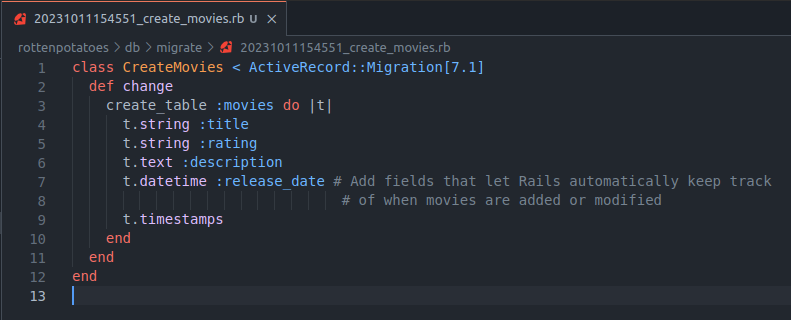 20231011154551_create_movies.rb U ×
rottenpotatoes > db > migrate > 20231011154551_create_movies.rb
1 class CreateMovies < ActiveRecord::Migration[7.1]
2   def change
3     create_table :movies do |t|
4       t.string :title
5       t.string :rating
6       t.text :description
7       t.datetime :release_date # Add fields that let Rails automatically keep track
8                                # of when movies are added or modified
9       t.timestamps
10     end
11   end
12 end
13